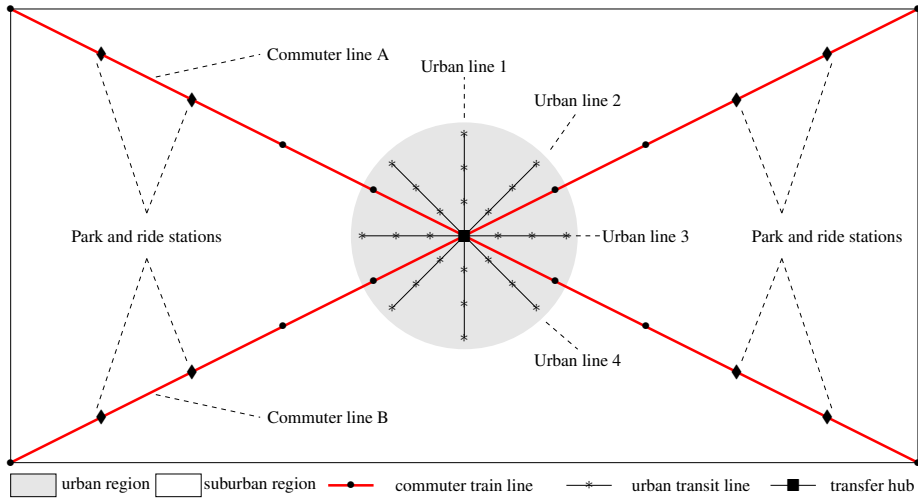 Commuter line A
Urban line 1
Urban line 2
Park and ride stations
Urban line 3
Park and ride stations
Urban line 4
Commuter line B
urban region
suburban region
commuter train line
urban transit line
transfer hub